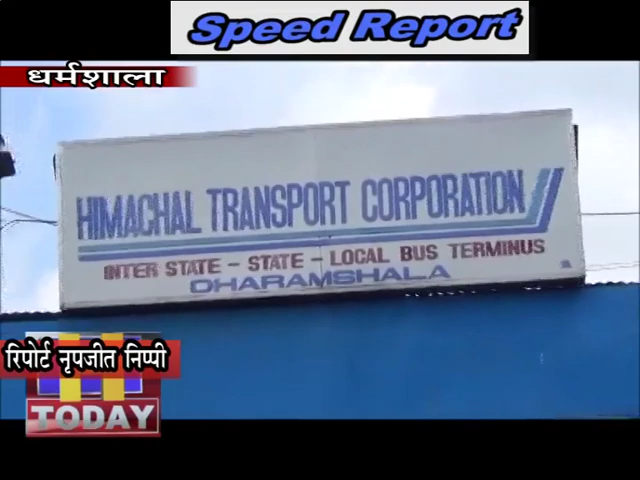 Speed Report
धर्मशाला
HIMACHAL TRANSPORT CORPORATION
INTER STATE - STATE - LOCAL BUS TERMINUS
DHARAMSHALA
रिपोर्ट नृपजीत निप्पी
TODAY